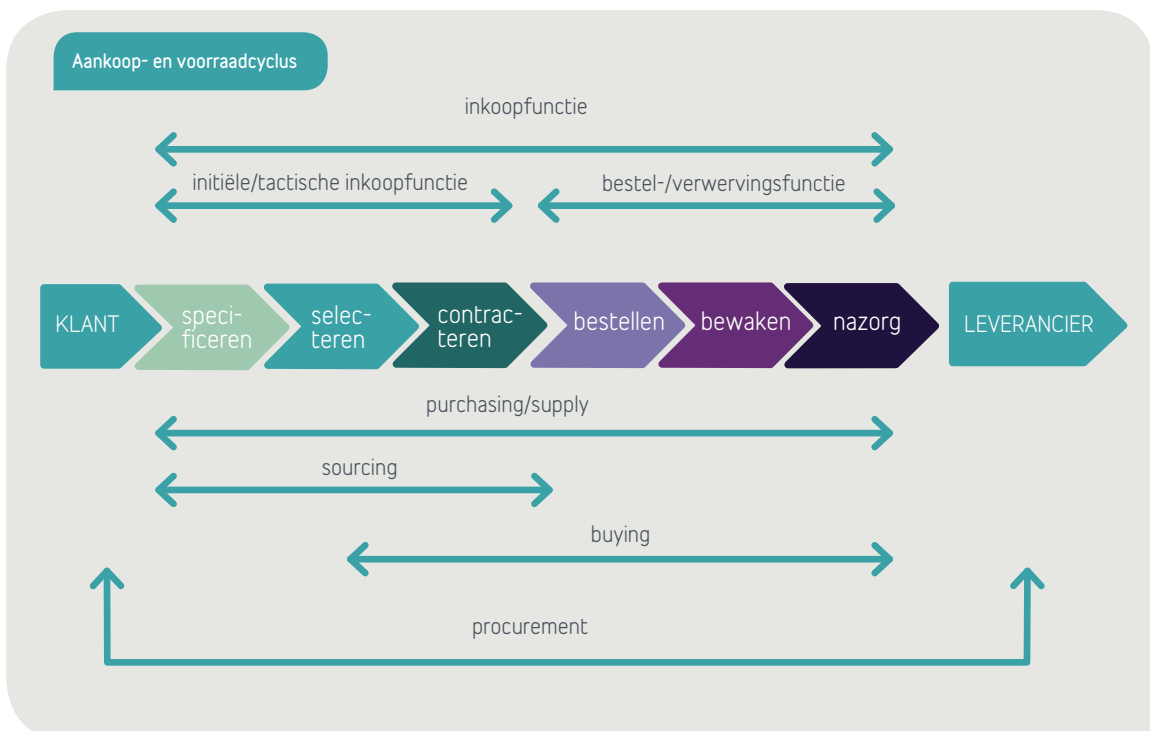 Aankoop- en voorraadcyclus
inkoopfunctie
initiële/tactische inkoopfunctie
bestel-/verwervingsfunctie
KLANT
speci-
ficeren
selec-
teren
contrac-
teren
bestellen
bewaken
nazorg
LEVERANCIER
purchasing/supply
sourcing
buying
procurement